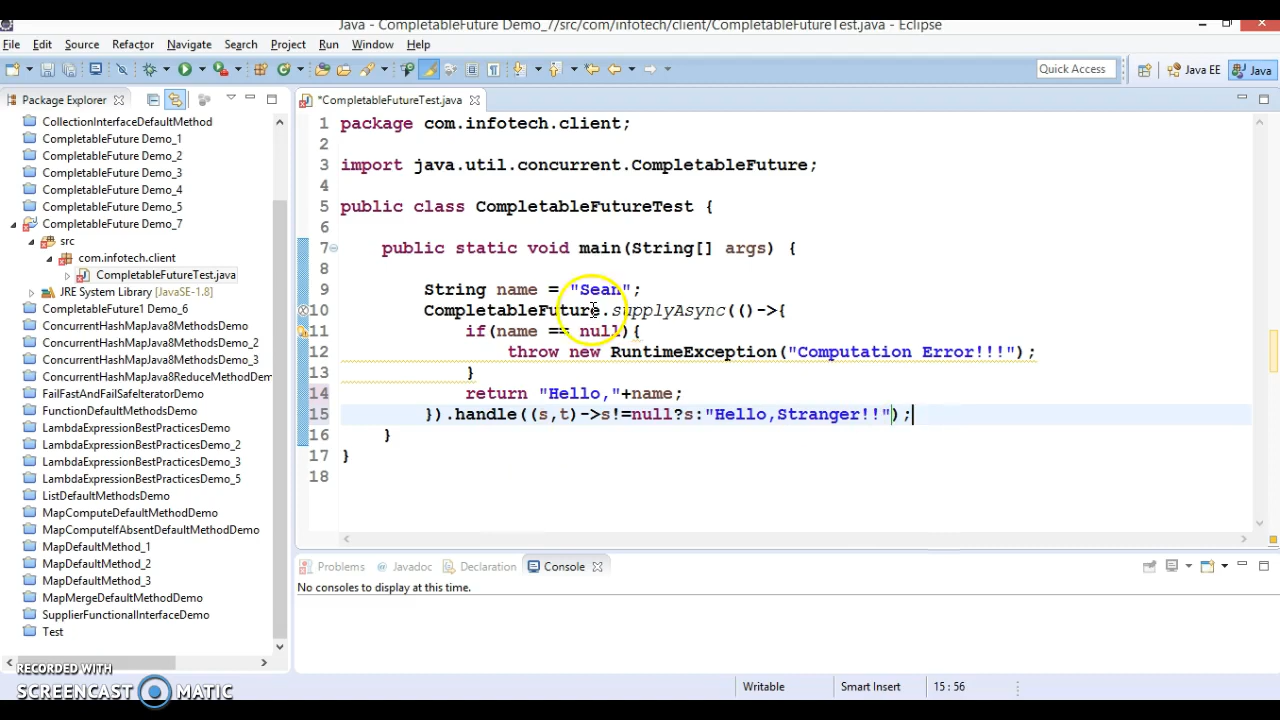 Java - CompletableFuture Demo_7/src/com/infotech/client/CompletableFutureTest.java - Eclipse
File Edit Source Refactor Navigate Search Project Run Window Help
Quick Access
Java EE
Java
Package Explorer
*CompletableFutureTest.java
CollectionInterfaceDefaultMethod
CompletableFuture Demo_1
CompletableFuture Demo_2
CompletableFuture Demo_3
CompletableFuture Demo_4
CompletableFuture Demo_5
CompletableFuture Demo_7
src
com.infotech.client
CompletableFutureTest.java
JRE System Library [JavaSE-1.8]
CompletableFuture1 Demo_6
ConcurrentHashMapJava8MethodsDemo
ConcurrentHashMapJava8MethodsDemo_2
ConcurrentHashMapJava8MethodsDemo_3
ConcurrentHashMapJava8ReduceMethodDem
FailFastAndFailSafeIteratorDemo
FunctionDefaultMethodsDemo
LambdaExpressionBestPracticesDemo
LambdaExpressionBestPracticesDemo_2
LambdaExpressionBestPracticesDemo_3
LambdaExpressionBestPracticesDemo_5
ListDefaultMethodsDemo
MapComputeDefaultMethodDemo
MapComputeIfAbsentDefaultMethodDemo
MapDefaultMethod_1
MapDefaultMethod_2
MapDefaultMethod_3
MapMergeDefaultMethodDemo
SupplierFunctionalInterfaceDemo
Test
1 package com.infotech.client;
2
3 import java.util.concurrent.CompletableFuture;
4
5 public class CompletableFutureTest {
6
7 public static void main(String[] args) {
8
9 String name = "Sean";
10 CompletableFuture.supplyAsync(()->{
11 if(name == null){
12 throw new RuntimeException("Computation Error!!!");
13 }
14 return "Hello,"+name;
15 }).handle((s,t)->s!=null?s:"Hello,Stranger!!");
16 }
17 }
18
Problems Javadoc Declaration Console
No consoles to display at this time.
RECORDED WITH
SCREENCAST MATIC
Writable
Smart Insert
15 : 56